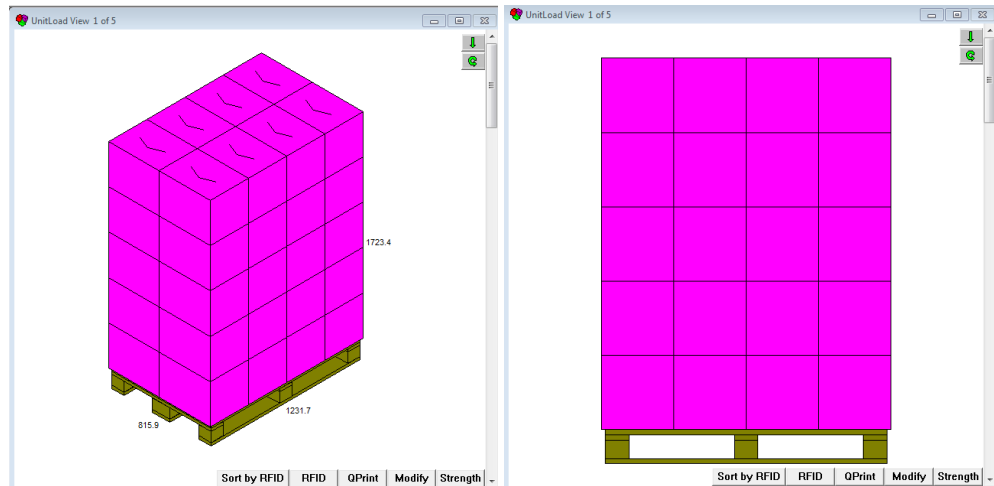 UnitLoad View 1 of 5
1723.4
1231.7
815.9
Sort by RFID RFID QPrint Modify Strength
UnitLoad View 1 of 5
Sort by RFID RFID QPrint Modify Strength